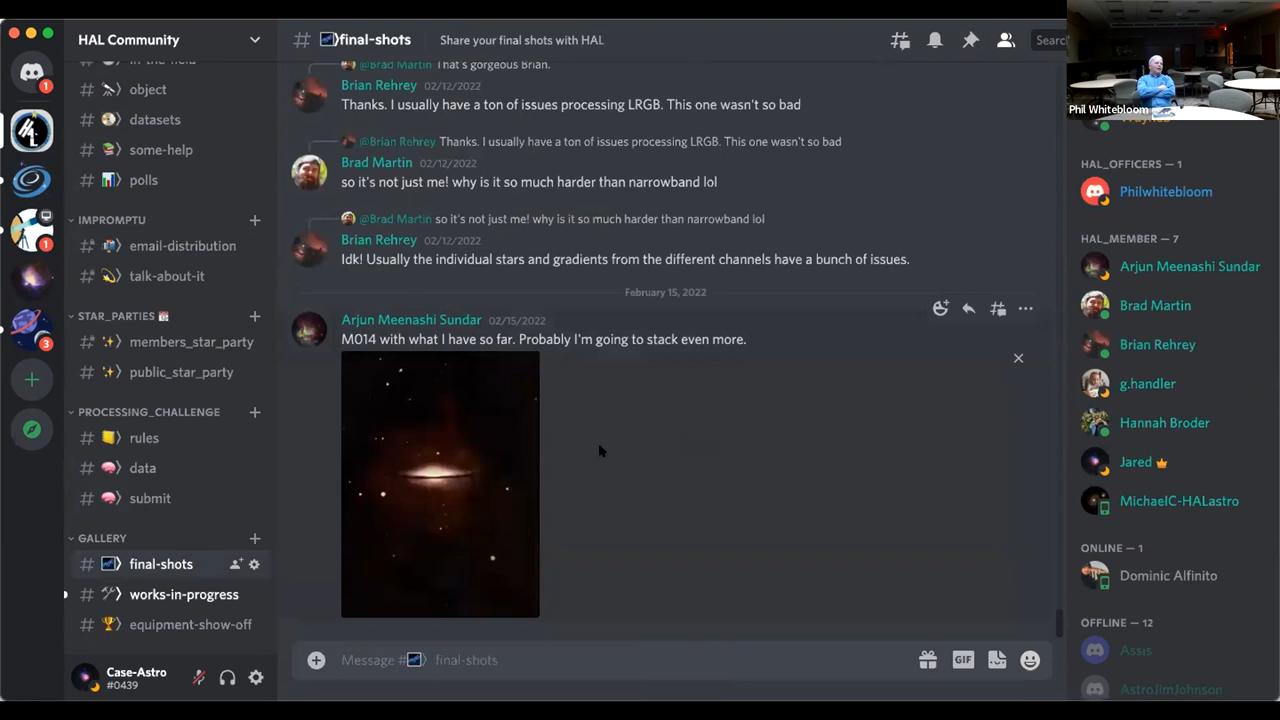 HAL Community
object
datasets
some-help
polls
IMPROMPTU
email-distribution
talk-about-it
STAR_PARTIES
members_star_party
public_star_party
PROCESSING_CHALLENGE
rules
data
submit
GALLERY
final-shots
works-in-progress
equipment-show-off
Case-Astro
#0439
1
1
3
final-shots
Share your final shots with HAL
Search
@Brad Martin That's gorgeous Brian.
Brian Rehrey 02/12/2022
Thanks. I usually have a ton of issues processing LRGB. This one wasn't so bad
@Brian Rehrey Thanks. I usually have a ton of issues processing LRGB. This one wasn't so bad
Brad Martin 02/12/2022
so it's not just me! why is it so much harder than narrowband lol
@Brad Martin so it's not just me! why is it so much harder than narrowband lol
Brian Rehrey 02/12/2022
Idk! Usually the individual stars and gradients from the different channels have a bunch of issues.
February 15, 2022
Arjun Meenashi Sundar 02/15/2022
M014 with what I have so far. Probably I'm going to stack even more.
Message # final-shots
GIF
Phil Whitebloom
HAL_OFFICERS — 1
Philwhitebloom
HAL_MEMBER — 7
Arjun Meenashi Sundar
Brad Martin
Brian Rehrey
g.handler
Hannah Broder
Jared
MichaelC-HALastro
ONLINE — 1
Dominic Alfinito
OFFLINE — 12
Assis
AstroJimJohnson